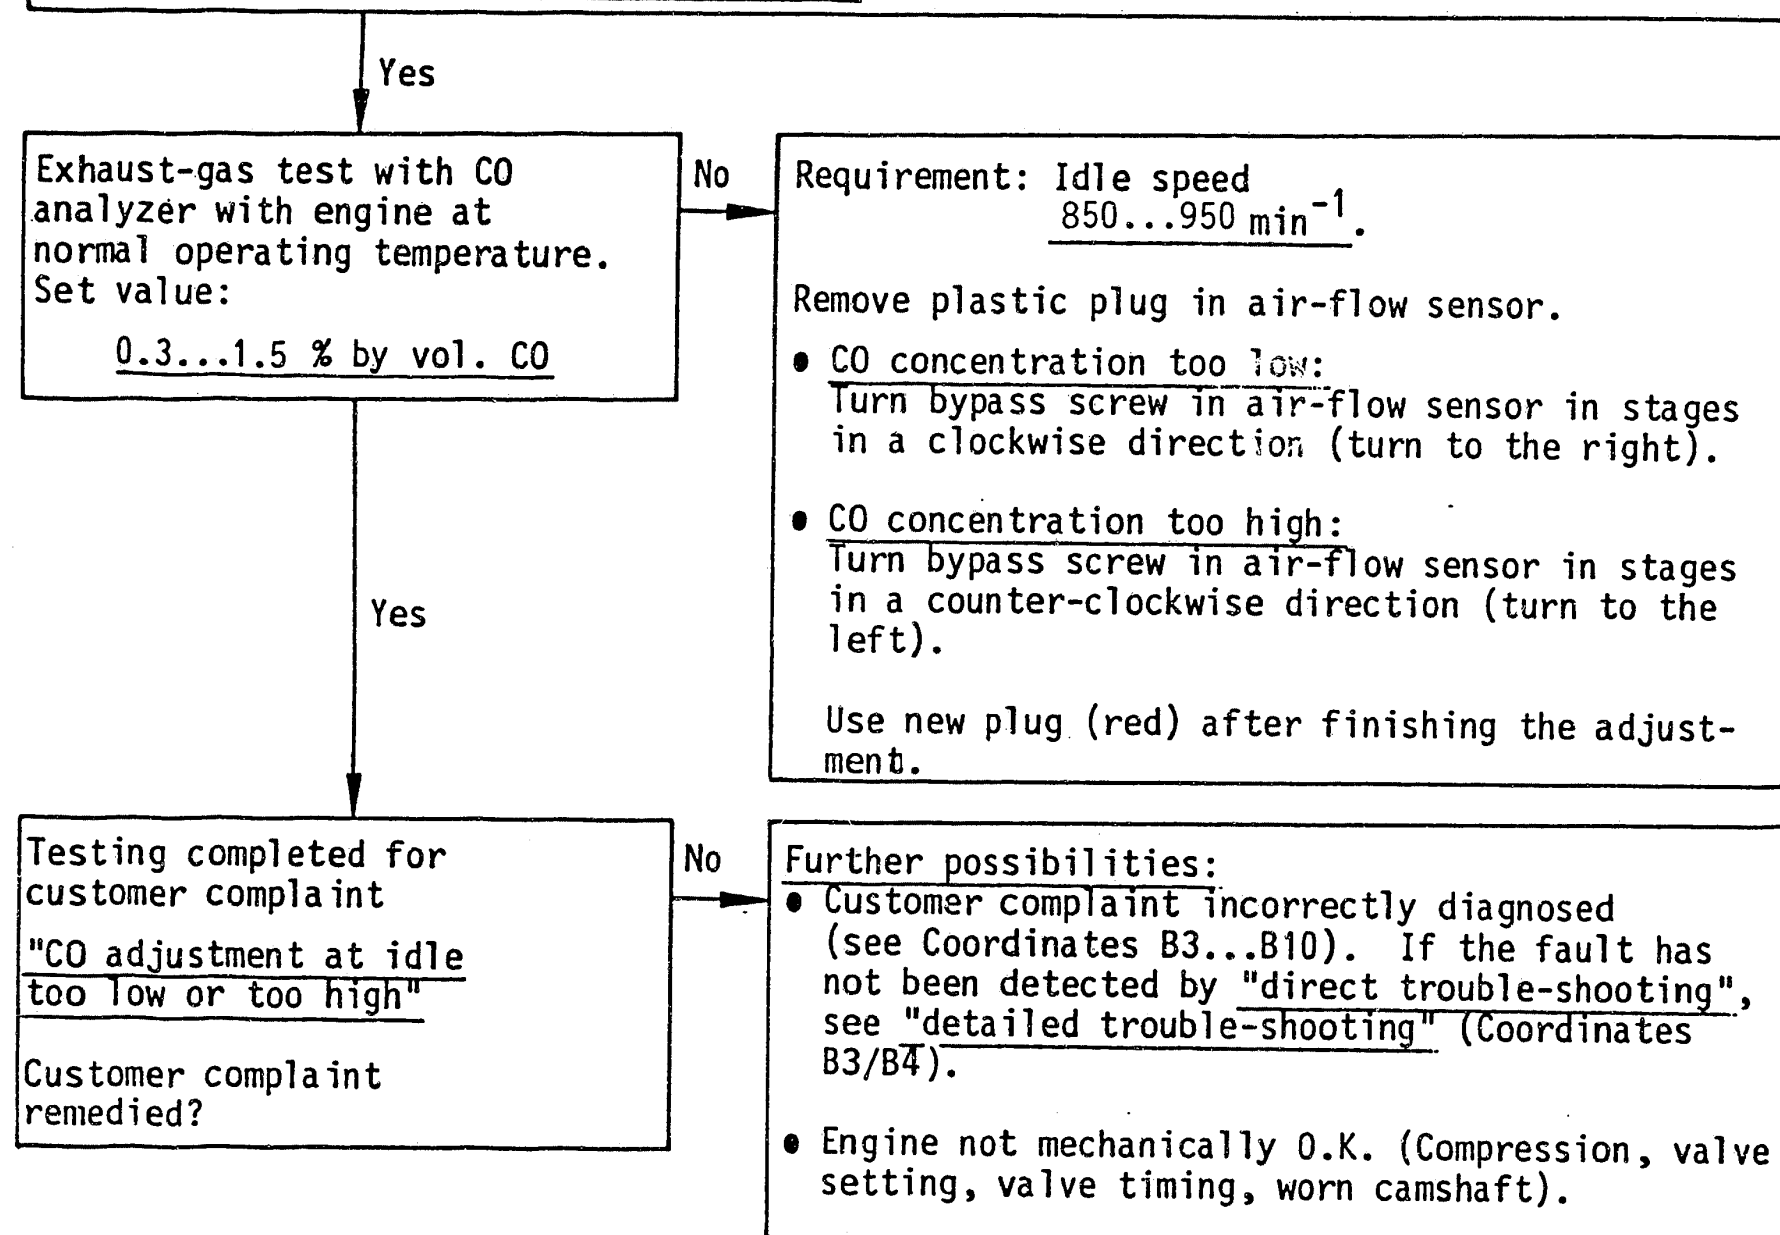 Yes
Exhaust-gas test with CO
analyzer with engine at
normal operating temperature.
Set value:
0.3...1.5 % by vol. CO
No
Requirement: Idle speed
850...950 min⁻¹.
Remove plastic plug in air-flow sensor.
• CO concentration too low:
Turn bypass screw in air-flow sensor in stages
in a clockwise direction (turn to the right).
• CO concentration too high:
Turn bypass screw in air-flow sensor in stages
in a counter-clockwise direction (turn to the
left).
Use new plug (red) after finishing the adjust-
ment.
Yes
Testing completed for
customer complaint
"CO adjustment at idle
too low or too high"
Customer complaint
remedied?
No
Further possibilities:
• Customer complaint incorrectly diagnosed
(see Coordinates B3...B10). If the fault has
not been detected by "direct trouble-shooting",
see "detailed trouble-shooting" (Coordinates
B3/B4).
• Engine not mechanically O.K. (Compression, valve
setting, valve timing, worn camshaft).